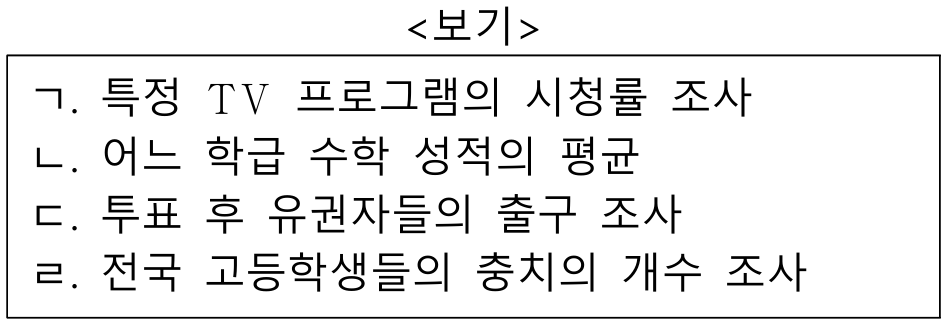 <보기>
ㄱ. 특정 TV 프로그램의 시청률 조사
ㄴ. 어느 학급 수학 성적의 평균
ㄷ. 투표 후 유권자들의 출구 조사
ㄹ. 전국 고등학생들의 충치의 개수 조사